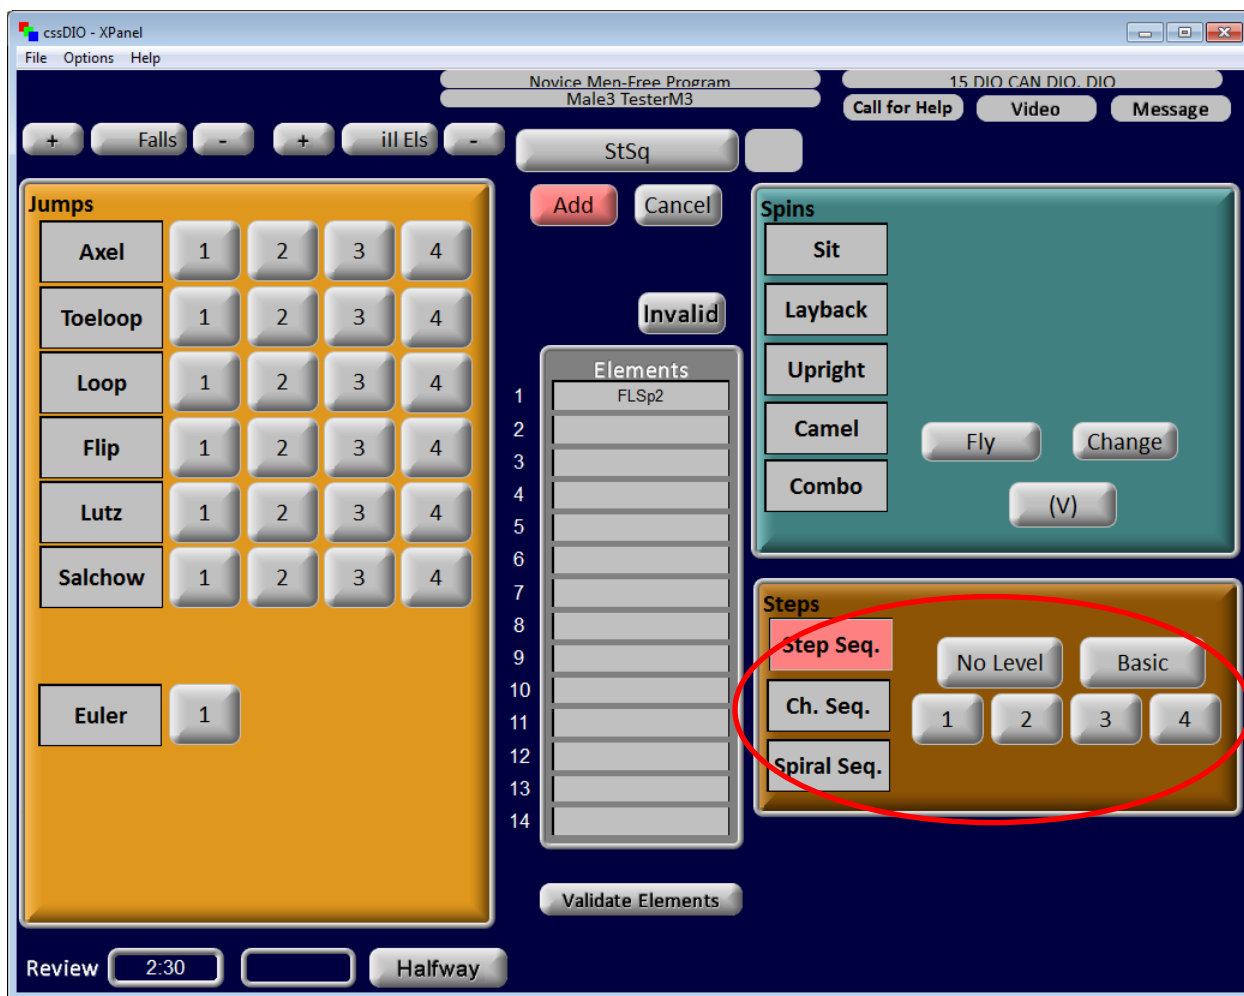 cssDIO - XPanel
File Options Help
Novice Men-Free Program
15 DIO CAN DIO. DIO
Male3 TesterM3
Call for Help Video Message
+ Falls - + ill Els -
StSq
Add Cancel
Invalid
Jumps
Axel 1 2 3 4
Toeloop 1 2 3 4
Loop 1 2 3 4
Flip 1 2 3 4
Lutz 1 2 3 4
Salchow 1 2 3 4
Euler 1
Elements
1 FLSp2
2
3
4
5
6
7
8
9
10
11
12
13
14
Validate Elements
Spins
Sit
Layback
Upright
Camel
Combo
Fly Change
(V)
Steps
Step Seq.
No Level Basic
Ch. Seq.
1 2 3 4
Spiral Seq.
Review 2:30 Halfway